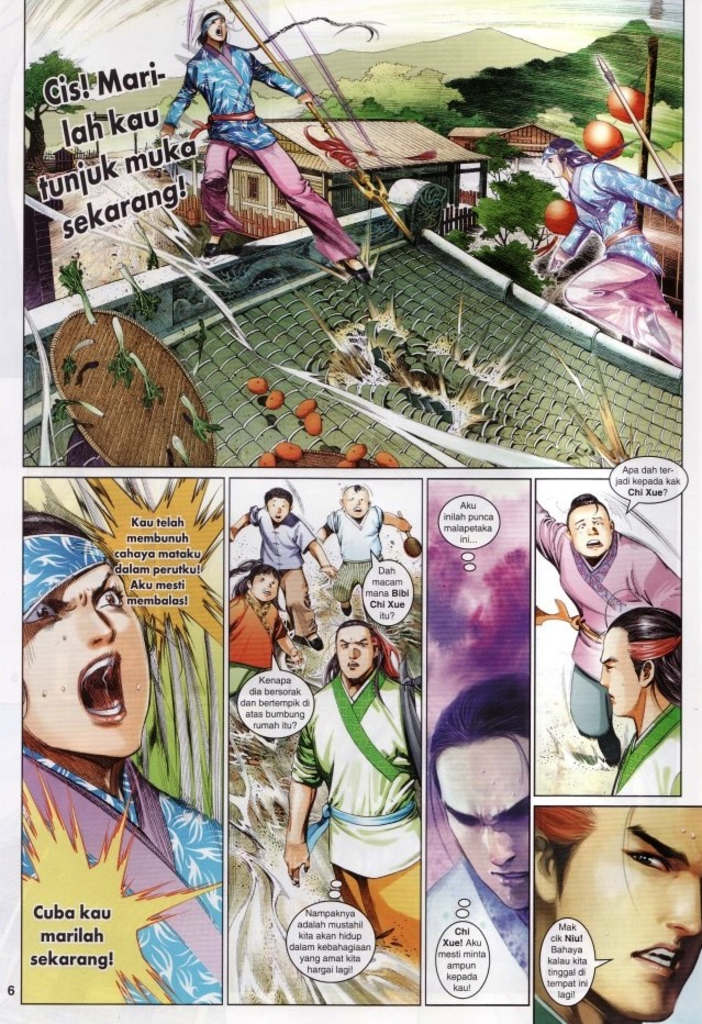 Cis! Mari-
lah kau
tunjuk muka
sekarang!
Apa dah ter-
jadi kepada kak
Chi Xue?
Kau telah
membunuh
cahaya mataku
dalam perutku!
Aku mesti
membalas!
Cuba kau
marilah
sekarang!
Dah
macam
mana Bibi
Chi Xue
itu?
Kenapa
dia bersorak
dan bertempik di
atas bumbung
rumah itu?
Nampaknya
adalah mustahil
kita akan hidup
dalam kebahagiaan
yang amat kita
hargai lagi!
Aku
inilah punca
malapetaka
ini...
Chi
Xue! Aku
mesti minta
ampun
kepada
kau!
Mak
cik Niu!
Bahaya
kalau kita
tinggal di
tempat ini
lagi!
6